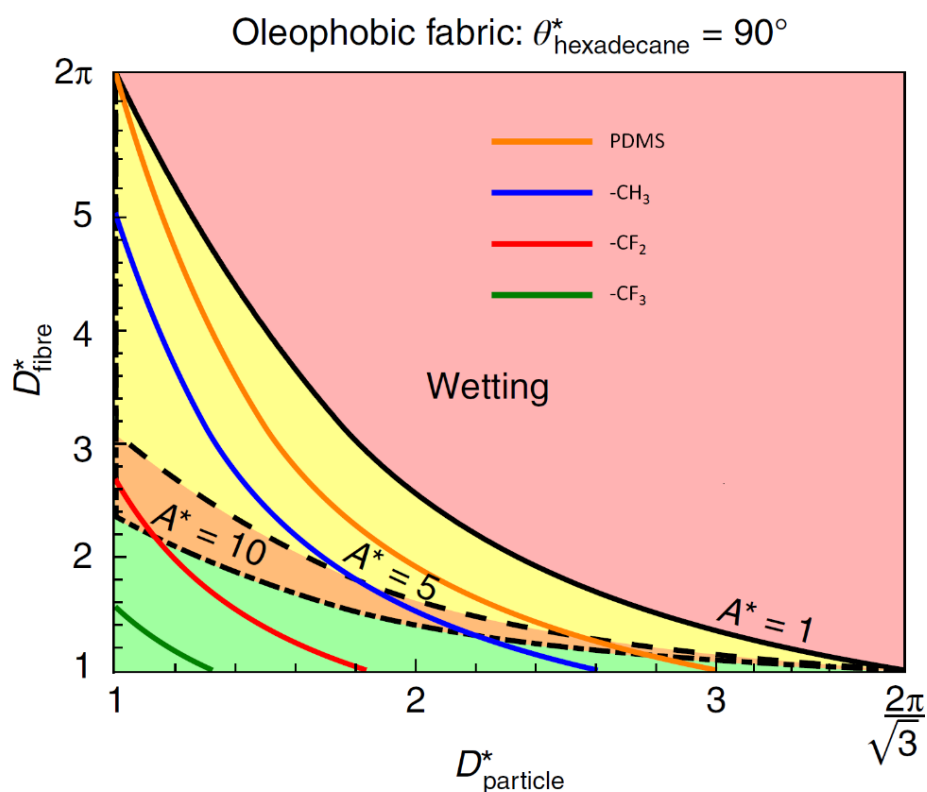 Oleophobic fabric: θ*hexadecane = 90°
2π
5
4
3
2
1
D*fibre
PDMS
-CH₃
-CF₂
-CF₃
Wetting
A* = 10
A* = 5
A* = 1
1
2
3
2π
√3
D*particle